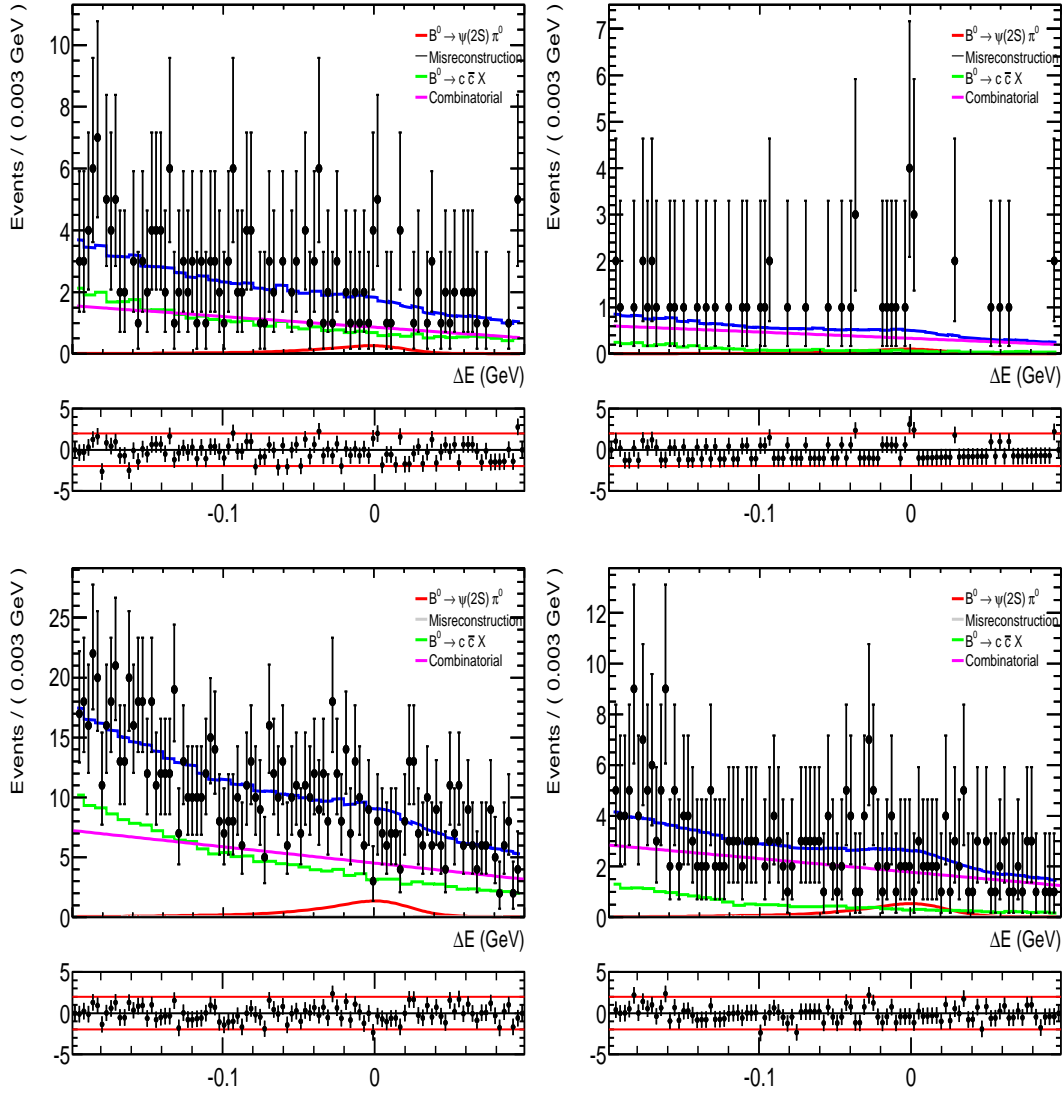 Events / ( 0.003 GeV )
10
8
6
4
2
0
B⁰ → ψ(2S) π⁰
Misreconstruction
B⁰ → c c̅ X
Combinatorial
ΔE (GeV)
5
0
-5
-0.1
0
Events / ( 0.003 GeV )
7
6
5
4
3
2
1
0
B⁰ → ψ(2S) π⁰
Misreconstruction
B⁰ → c c̅ X
Combinatorial
ΔE (GeV)
5
0
-5
-0.1
0
Events / ( 0.003 GeV )
25
20
15
10
5
0
B⁰ → ψ(2S) π⁰
Misreconstruction
B⁰ → c c̅ X
Combinatorial
ΔE (GeV)
5
0
-5
-0.1
0
Events / ( 0.003 GeV )
12
10
8
6
4
2
0
B⁰ → ψ(2S) π⁰
Misreconstruction
B⁰ → c c̅ X
Combinatorial
ΔE (GeV)
5
0
-5
-0.1
0